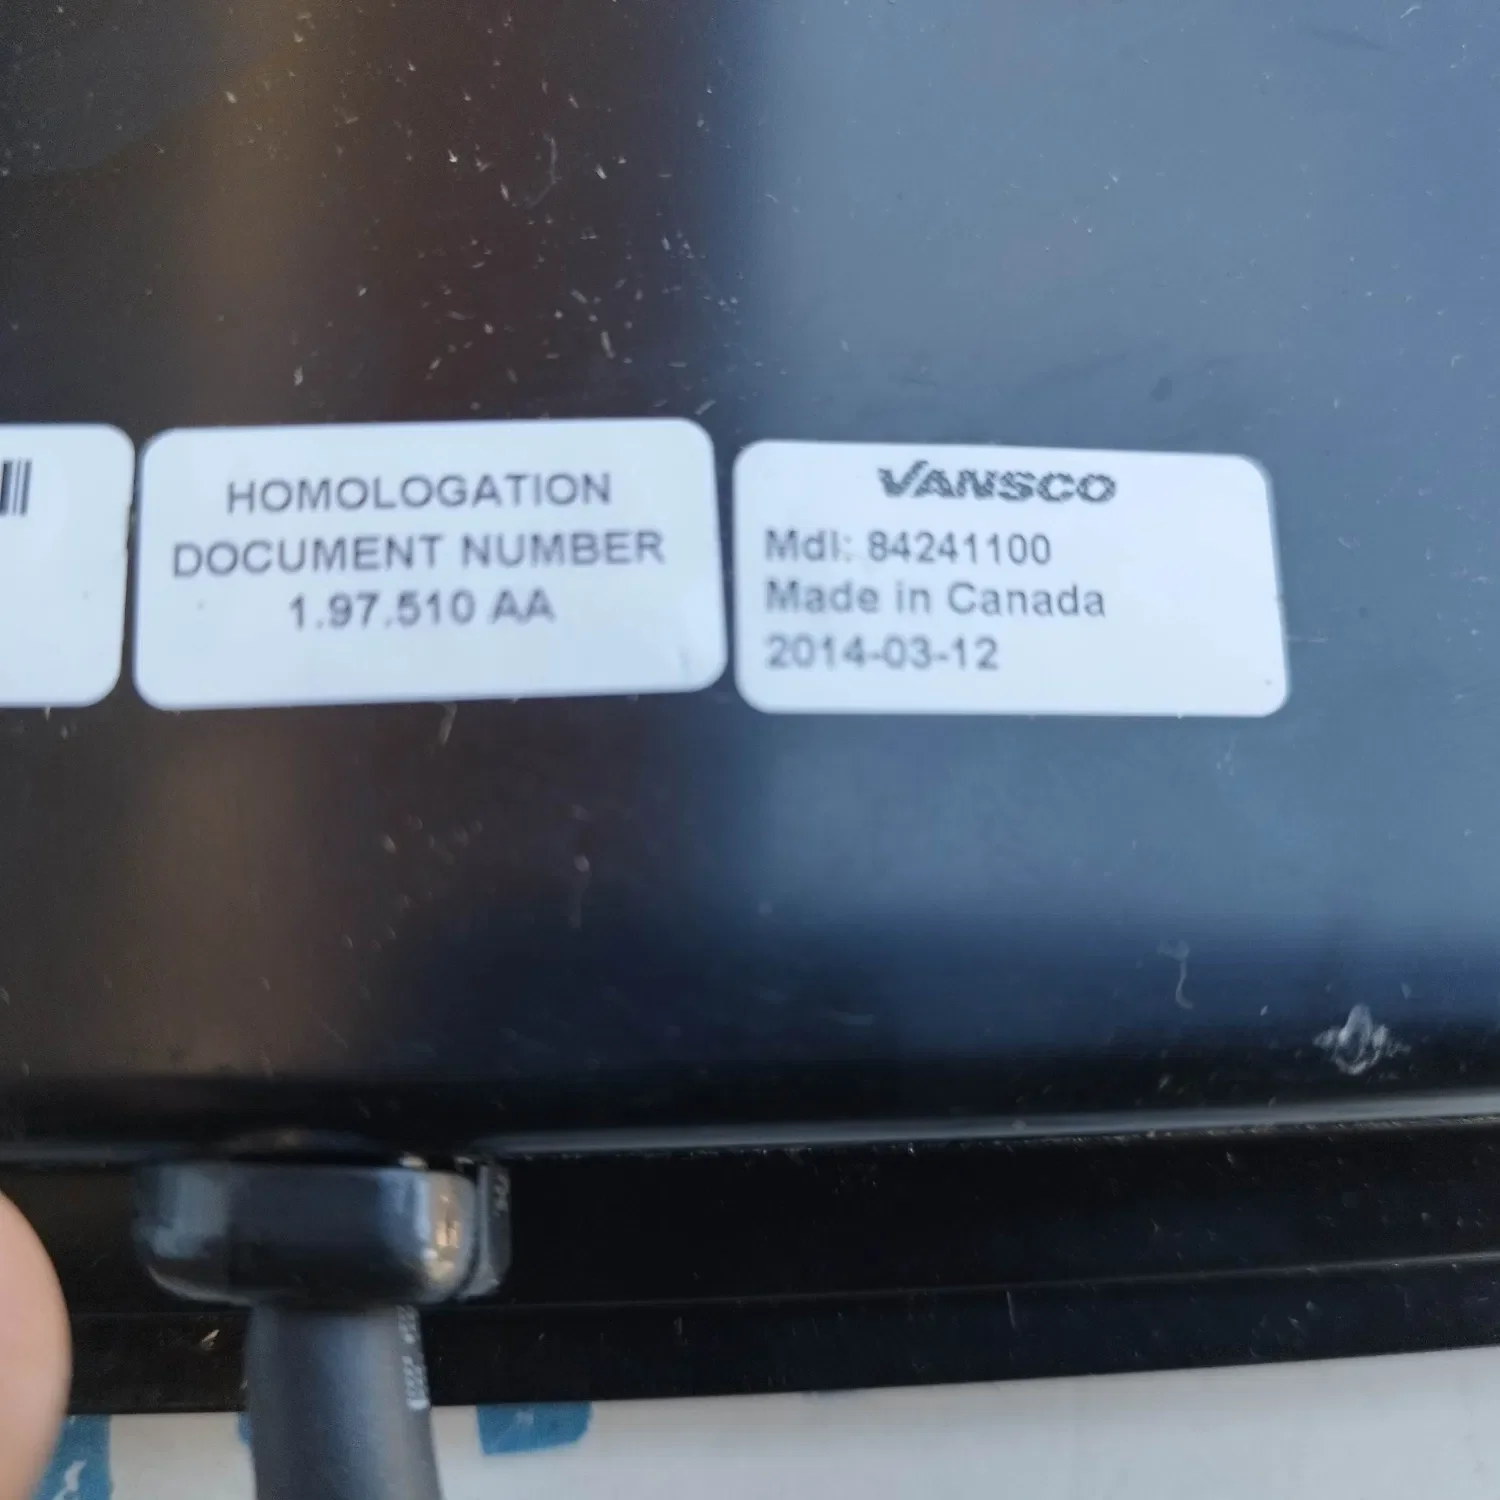 HOMOLOGATION
DOCUMENT NUMBER
1.97.510 AA
VANSCO
Mdl: 84241100
Made in Canada
2014-03-12